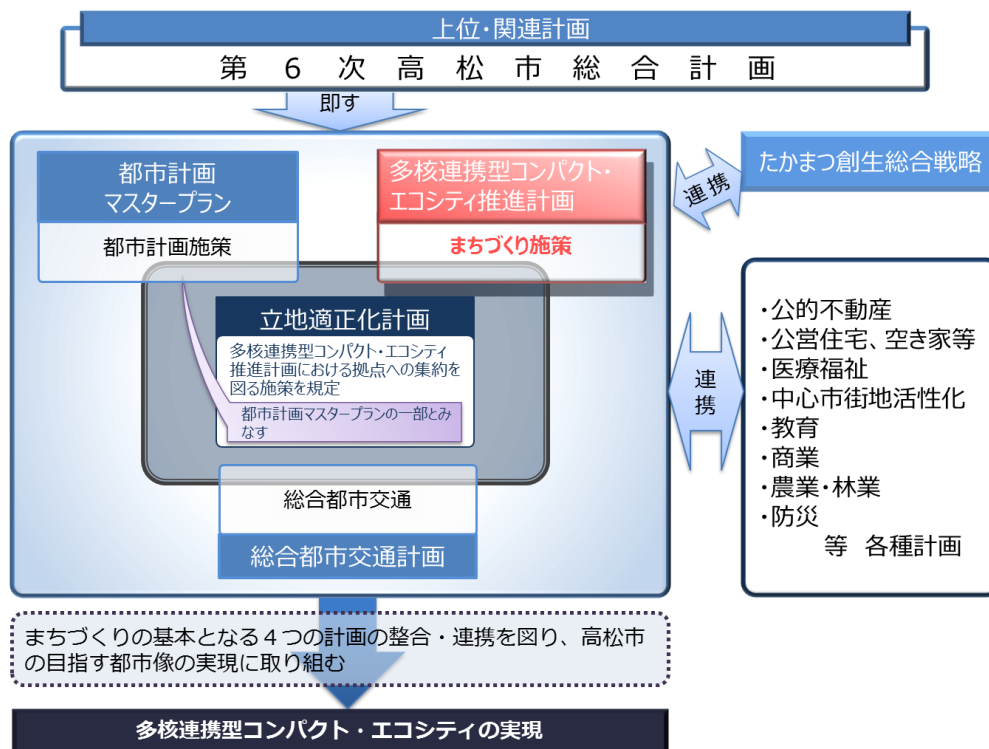 上位・関連計画
第６次高松市総合計画
即す
都市計画
マスタープラン
都市計画施策
多核連携型コンパクト・
エコシティ推進計画
まちづくり施策
連携
たかまつ創生総合戦略
立地適正化計画
多核連携型コンパクト・エコシティ
推進計画における拠点への集約を
図る施策を規定
都市計画マスタープランの一部とみ
なす
総合都市交通
総合都市交通計画
連携
・公的不動産
・公営住宅、空き家等
・医療福祉
・中心市街地活性化
・教育
・商業
・農業・林業
・防災
等 各種計画
まちづくりの基本となる４つの計画の整合・連携を図り、高松市
の目指す都市像の実現に取り組む
多核連携型コンパクト・エコシティの実現